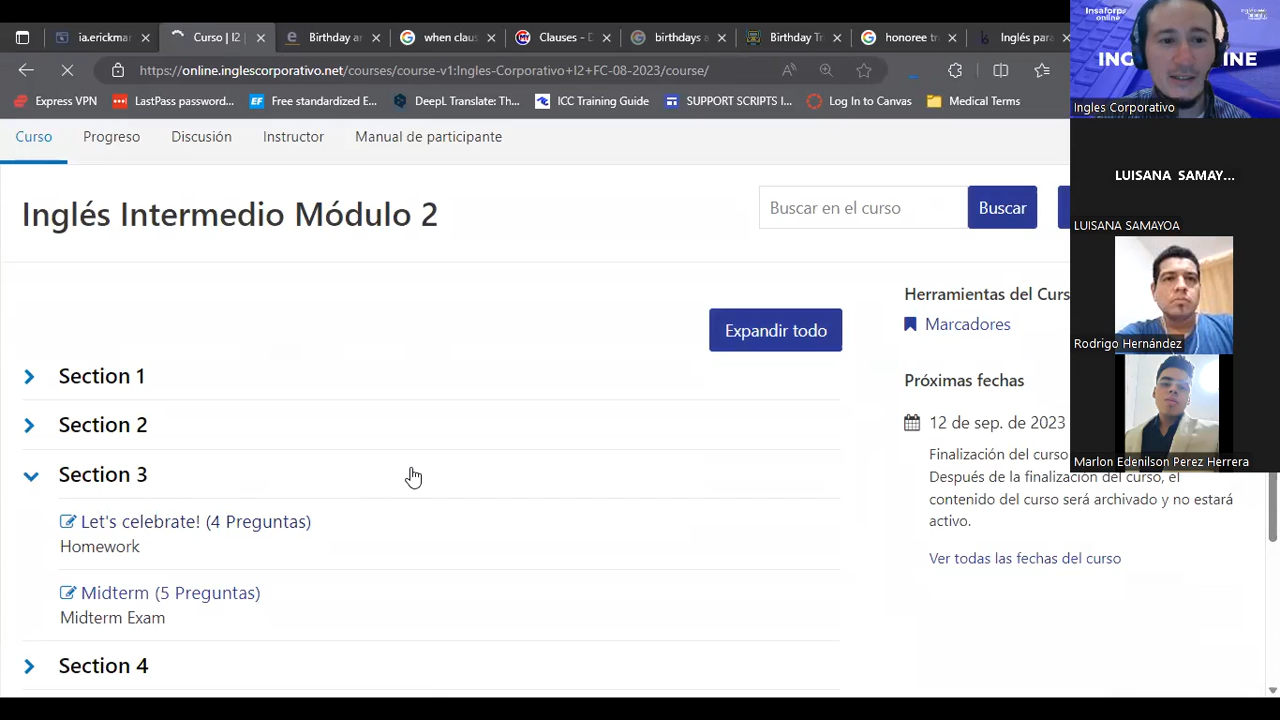 ia.erickmar
Curso | I2
Birthday ar
when claus
Clauses - D
birthdays a
Birthday Tr
honoree tr
Inglés para
https://online.inglescorporativo.net/courses/course-v1:Ingles-Corporativo+I2+FC-08-2023/course/
Express VPN
LastPass password...
EF
Free standardized E...
DeepL Translate: Th...
ICC Training Guide
SUPPORT SCRIPTS I...
Log In to Canvas
Medical Terms
Curso
Progreso
Discusión
Instructor
Manual de participante
Inglés Intermedio Módulo 2
Buscar en el curso
Buscar
Expandir todo
Section 1
Section 2
Section 3
Let's celebrate! (4 Preguntas)
Homework
Midterm (5 Preguntas)
Midterm Exam
Section 4
Herramientas del Curs
Marcadores
Próximas fechas
12 de sep. de 2023
Finalización del curso
Después de la finalización del curso, el
contenido del curso será archivado y no estará
activo.
Ver todas las fechas del curso
Insaforp
online
ING
INE
Ingles Corporativo
LUISANA SAMAY...
LUISANA SAMAYOA
Rodrigo Hernández
Marlon Edenilson Perez Herrera